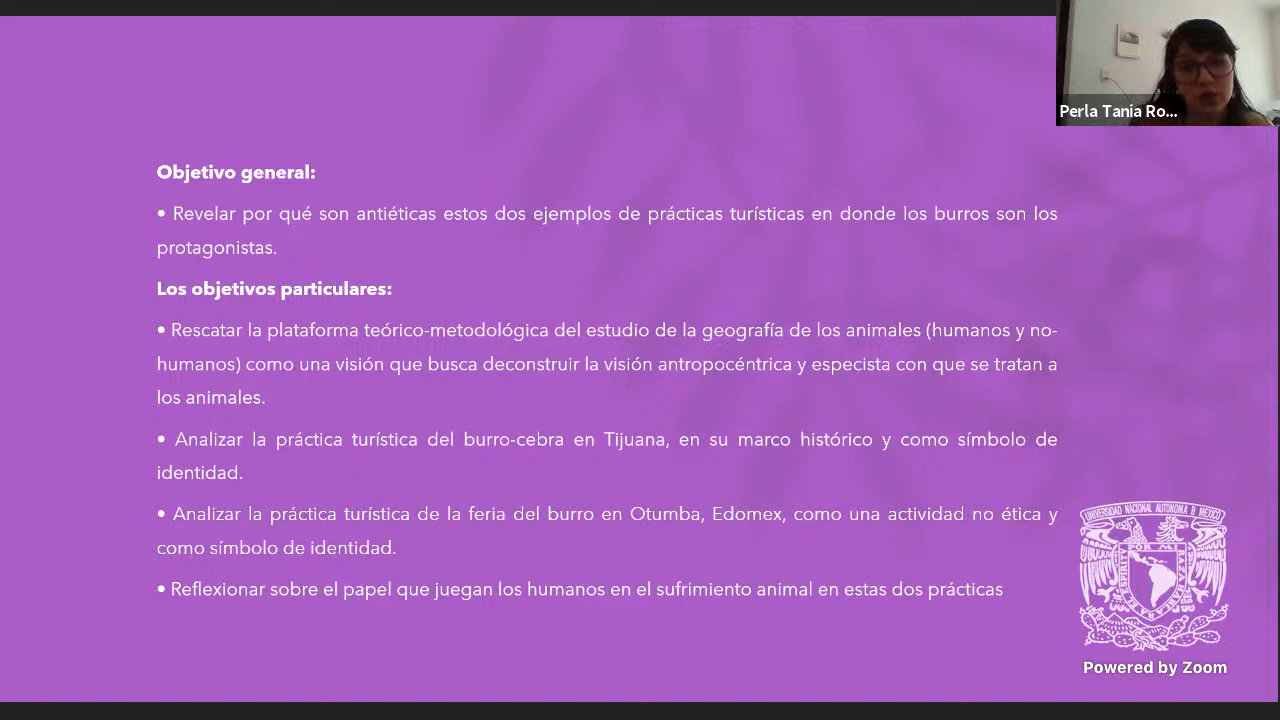 Perla Tania Ro...
Objetivo general:
• Revelar por qué son antiéticas estos dos ejemplos de prácticas turísticas en donde los burros son los
protagonistas.
Los objetivos particulares:
• Rescatar la plataforma teórico-metodológica del estudio de la geografía de los animales (humanos y no-
humanos) como una visión que busca deconstruir la visión antropocéntrica y especista con que se tratan a
los animales.
• Analizar la práctica turística del burro-cebra en Tijuana, en su marco histórico y como símbolo de
identidad.
• Analizar la práctica turística de la feria del burro en Otumba, Edomex, como una actividad no ética y
como símbolo de identidad.
• Reflexionar sobre el papel que juegan los humanos en el sufrimiento animal en estas dos prácticas
UNIVERSIDAD NACIONAL AUTONOMA
POR MI
Powered by Zoom